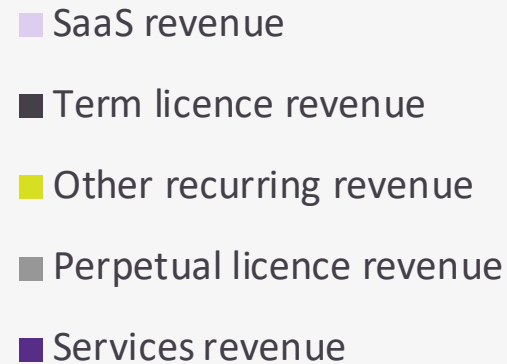 SaaS revenue
Term licence revenue
Other recurring revenue
Perpetual licence revenue
Services revenue